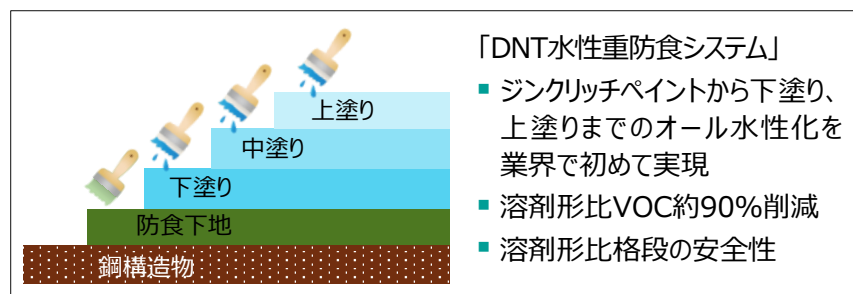 上塗り
中塗り
下塗り
防食下地
鋼構造物
「DNT水性重防食システム」
▪ ジンクリッチペイントから下塗り、
上塗りまでのオール水性化を
業界で初めて実現
▪ 溶剤形比VOC約90%削減
▪ 溶剤形比格段の安全性